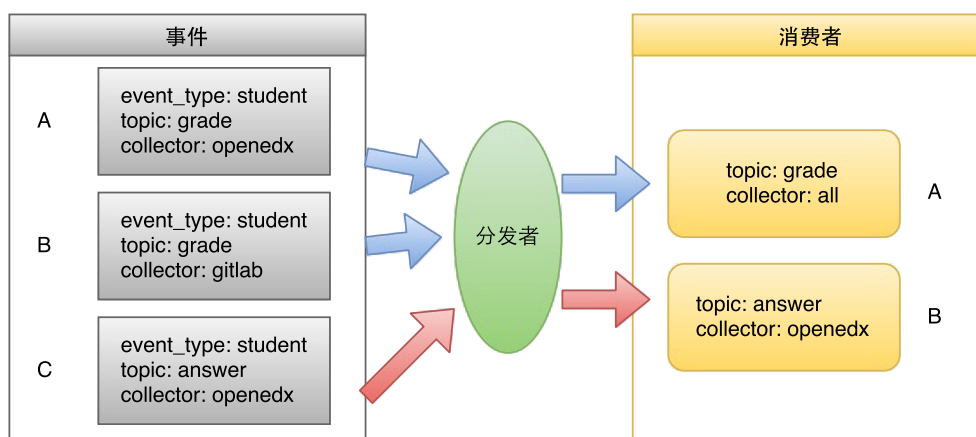 事件
消费者
A
event_type: student
topic: grade
collector: openedx
B
event_type: student
topic: grade
collector: gitlab
C
event_type: student
topic: answer
collector: openedx
分发者
topic: grade
collector: all
A
topic: answer
collector: openedx
B